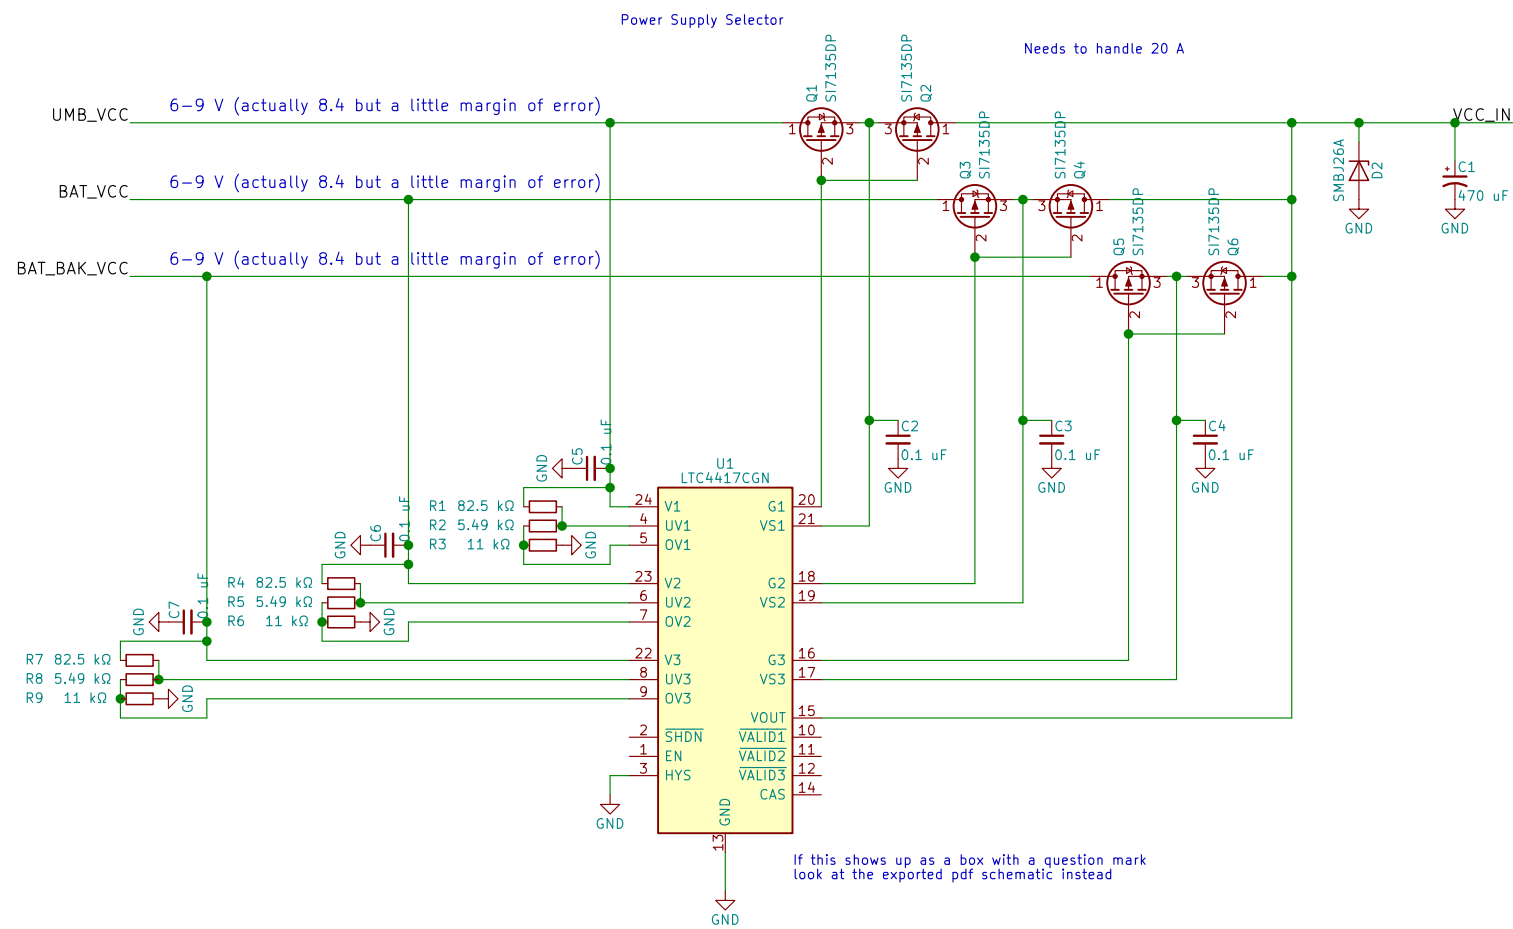 Power Supply Selector
Needs to handle 20 A
UMB_VCC
6-9 V (actually 8.4 but a little margin of error)
Q1
SI7135DP
SI7135DP
Q2
VCC_IN
1
3
3
1
2
2
BAT_VCC
6-9 V (actually 8.4 but a little margin of error)
Q3
SI7135DP
SI7135DP
Q4
1
3
3
1
2
2
SMBJ26A
D2
GND
C1
470 uF
GND
BAT_BAK_VCC
6-9 V (actually 8.4 but a little margin of error)
Q5
SI7135DP
SI7135DP
Q6
1
3
3
1
2
2
C2
0.1 uF
GND
C3
0.1 uF
GND
C4
0.1 uF
GND
GND
C5
0.1 uF
R1 82.5 kΩ
R2 5.49 kΩ
R3 11 kΩ
GND
GND
C6
0.1 uF
R4 82.5 kΩ
R5 5.49 kΩ
R6 11 kΩ
GND
GND
C7
0.1 uF
R7 82.5 kΩ
R8 5.49 kΩ
R9 11 kΩ
GND
U1
LTC4417CGN
24 V1 G1 20
4 UV1 VS1 21
5 OV1
23 V2 G2 18
6 UV2 VS2 19
7 OV2
22 V3 G3 16
8 UV3 VS3 17
9 OV3
VOUT 15
2 SHDN VALID1 10
1 EN VALID2 11
3 HYS VALID3 12
CAS 14
GND
13
GND
GND
If this shows up as a box with a question mark
look at the exported pdf schematic instead